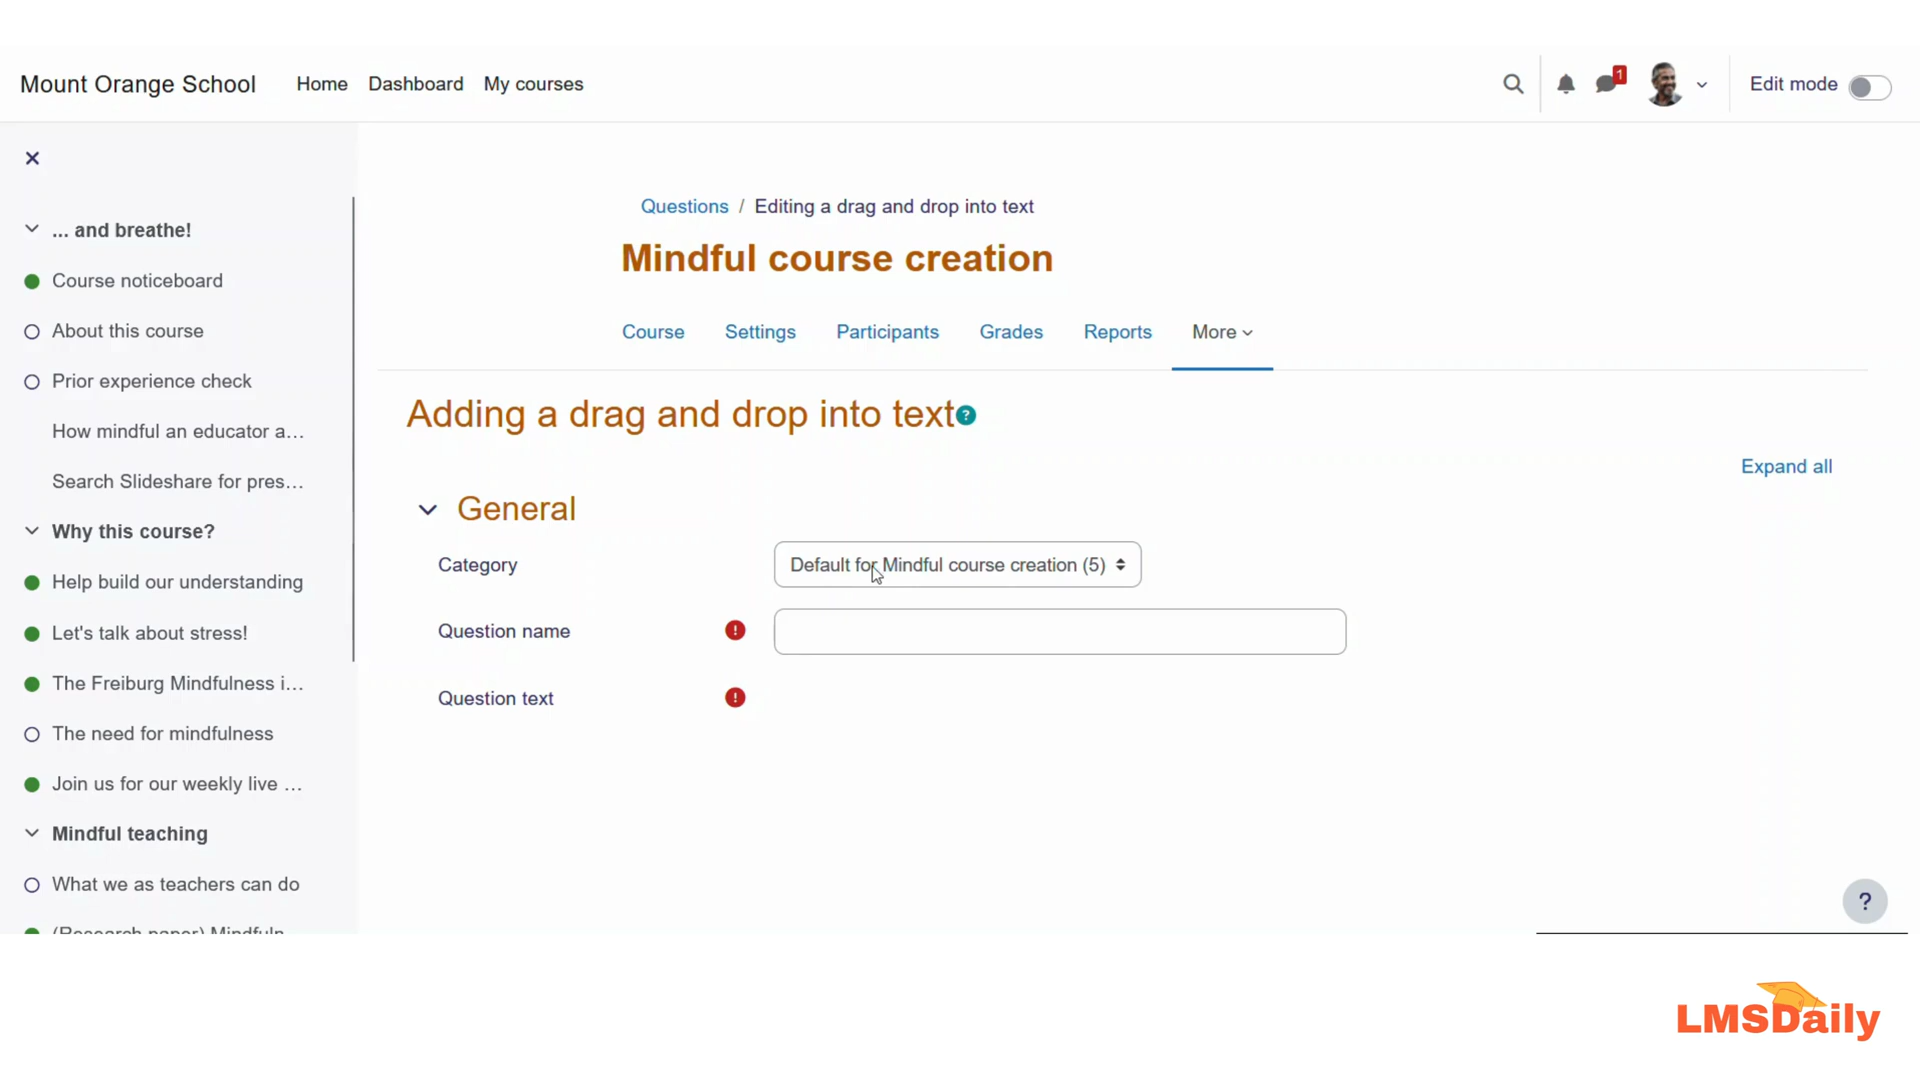 Mount Orange School
Home
Dashboard
My courses
1
Edit mode
... and breathe!
Course noticeboard
About this course
Prior experience check
How mindful an educator a...
Search Slideshare for pres...
Why this course?
Help build our understanding
Let's talk about stress!
The Freiburg Mindfulness i...
The need for mindfulness
Join us for our weekly live ...
Mindful teaching
What we as teachers can do
(Research paper) Mindfuln
Questions / Editing a drag and drop into text
Mindful course creation
Course
Settings
Participants
Grades
Reports
More
Adding a drag and drop into text ?
Expand all
General
Category
Default for Mindful course creation (5)
Question name
!
Question text
!
?
LMSDaily